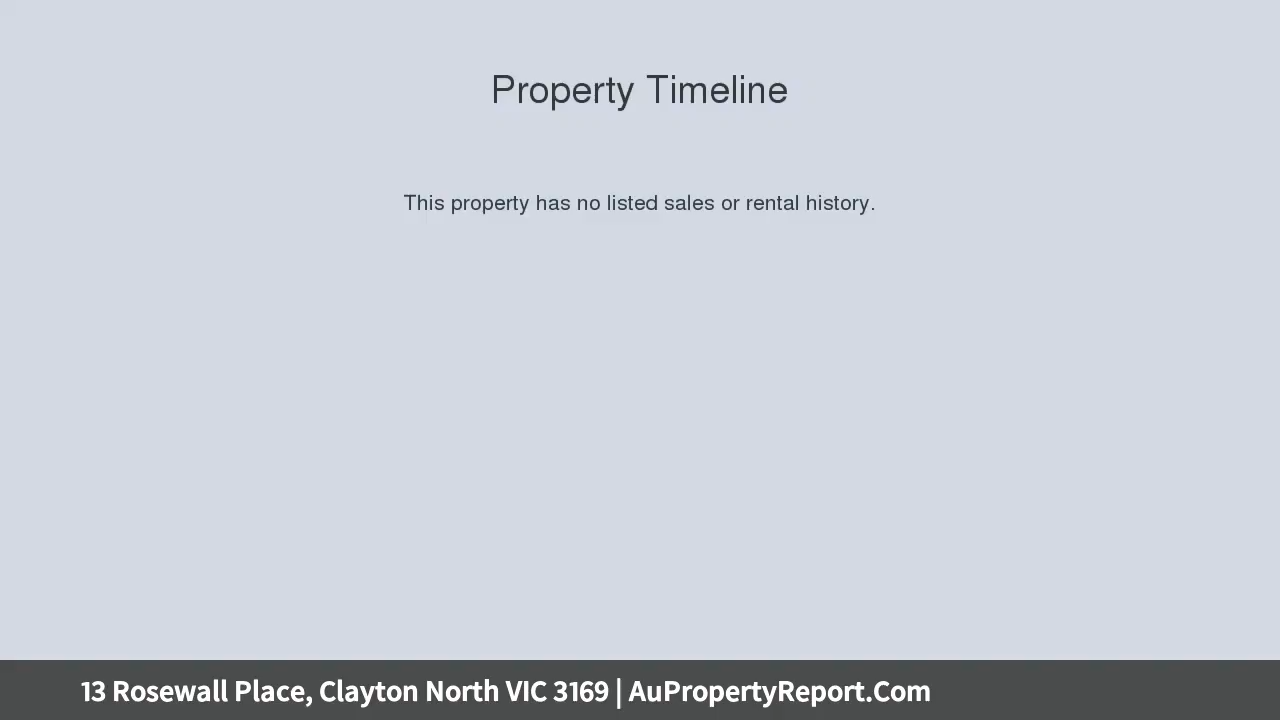 Property Timeline
This property has no listed sales or rental history.
13 Rosewall Place, Clayton North VIC 3169 | AuPropertyReport.Com